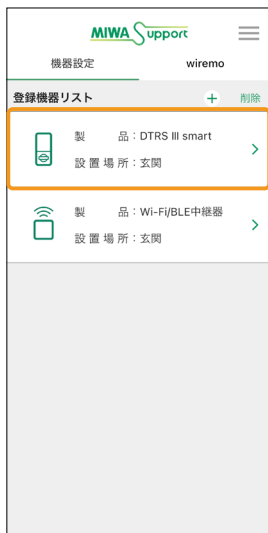 MIWA Support
機器設定 wiremo
登録機器リスト + 削除
製 品：DTRS III smart
設置場所：玄関
製 品：Wi-Fi/BLE中継器
設置場所：玄関